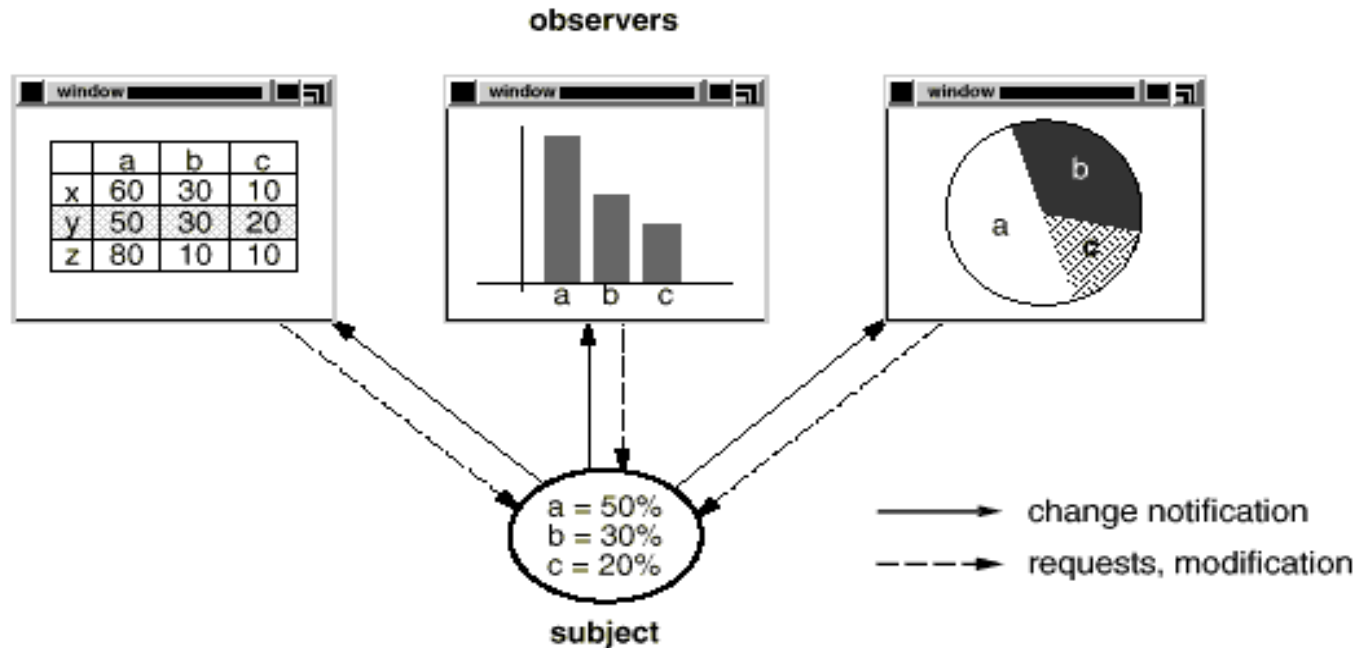 observers
window
a b c
x 60 30 10
y 50 30 20
z 80 10 10
window
a b c
window
b
a
c
a = 50%
b = 30%
c = 20%
subject
change notification
requests, modification